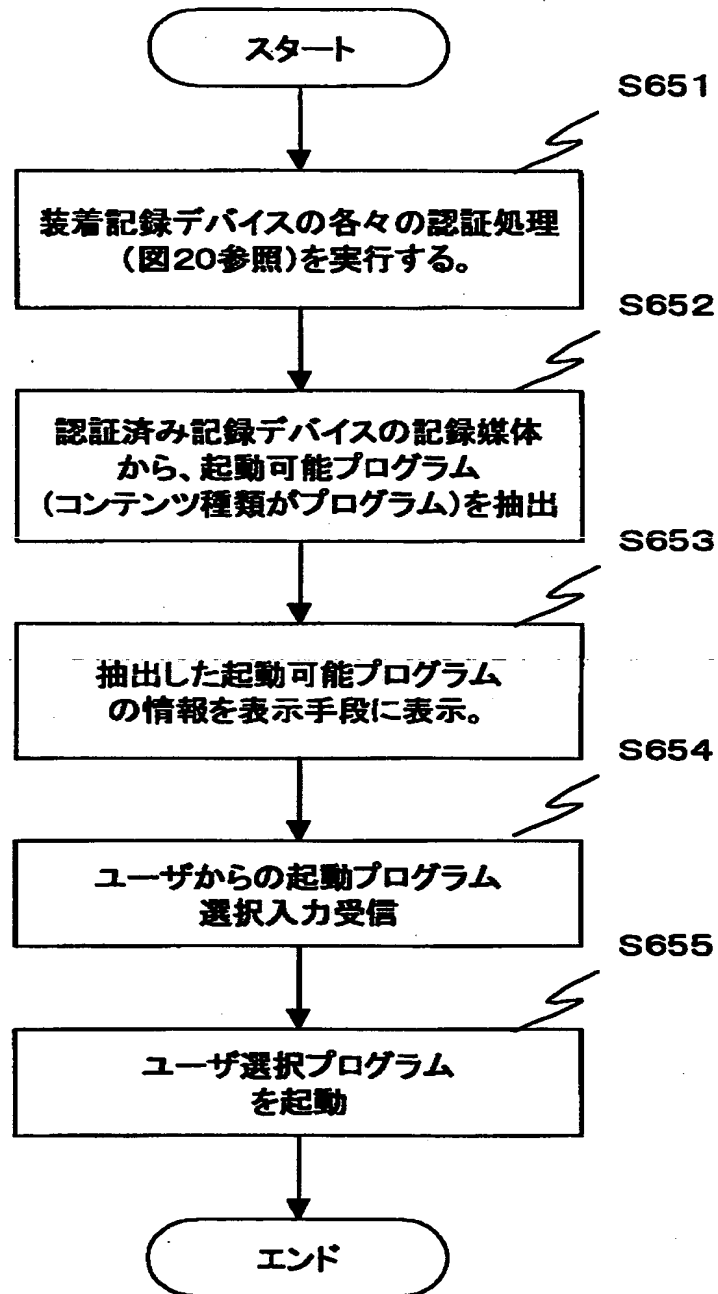 スタート
S651
装着記録デバイスの各々の認証処理
(図20参照)を実行する。
S652
認証済み記録デバイスの記録媒体
から、起動可能プログラム
(コンテンツ種類がプログラム)を抽出
S653
抽出した起動可能プログラム
の情報を表示手段に表示。
S654
ユーザからの起動プログラム
選択入力受信
S655
ユーザ選択プログラム
を起動
エンド